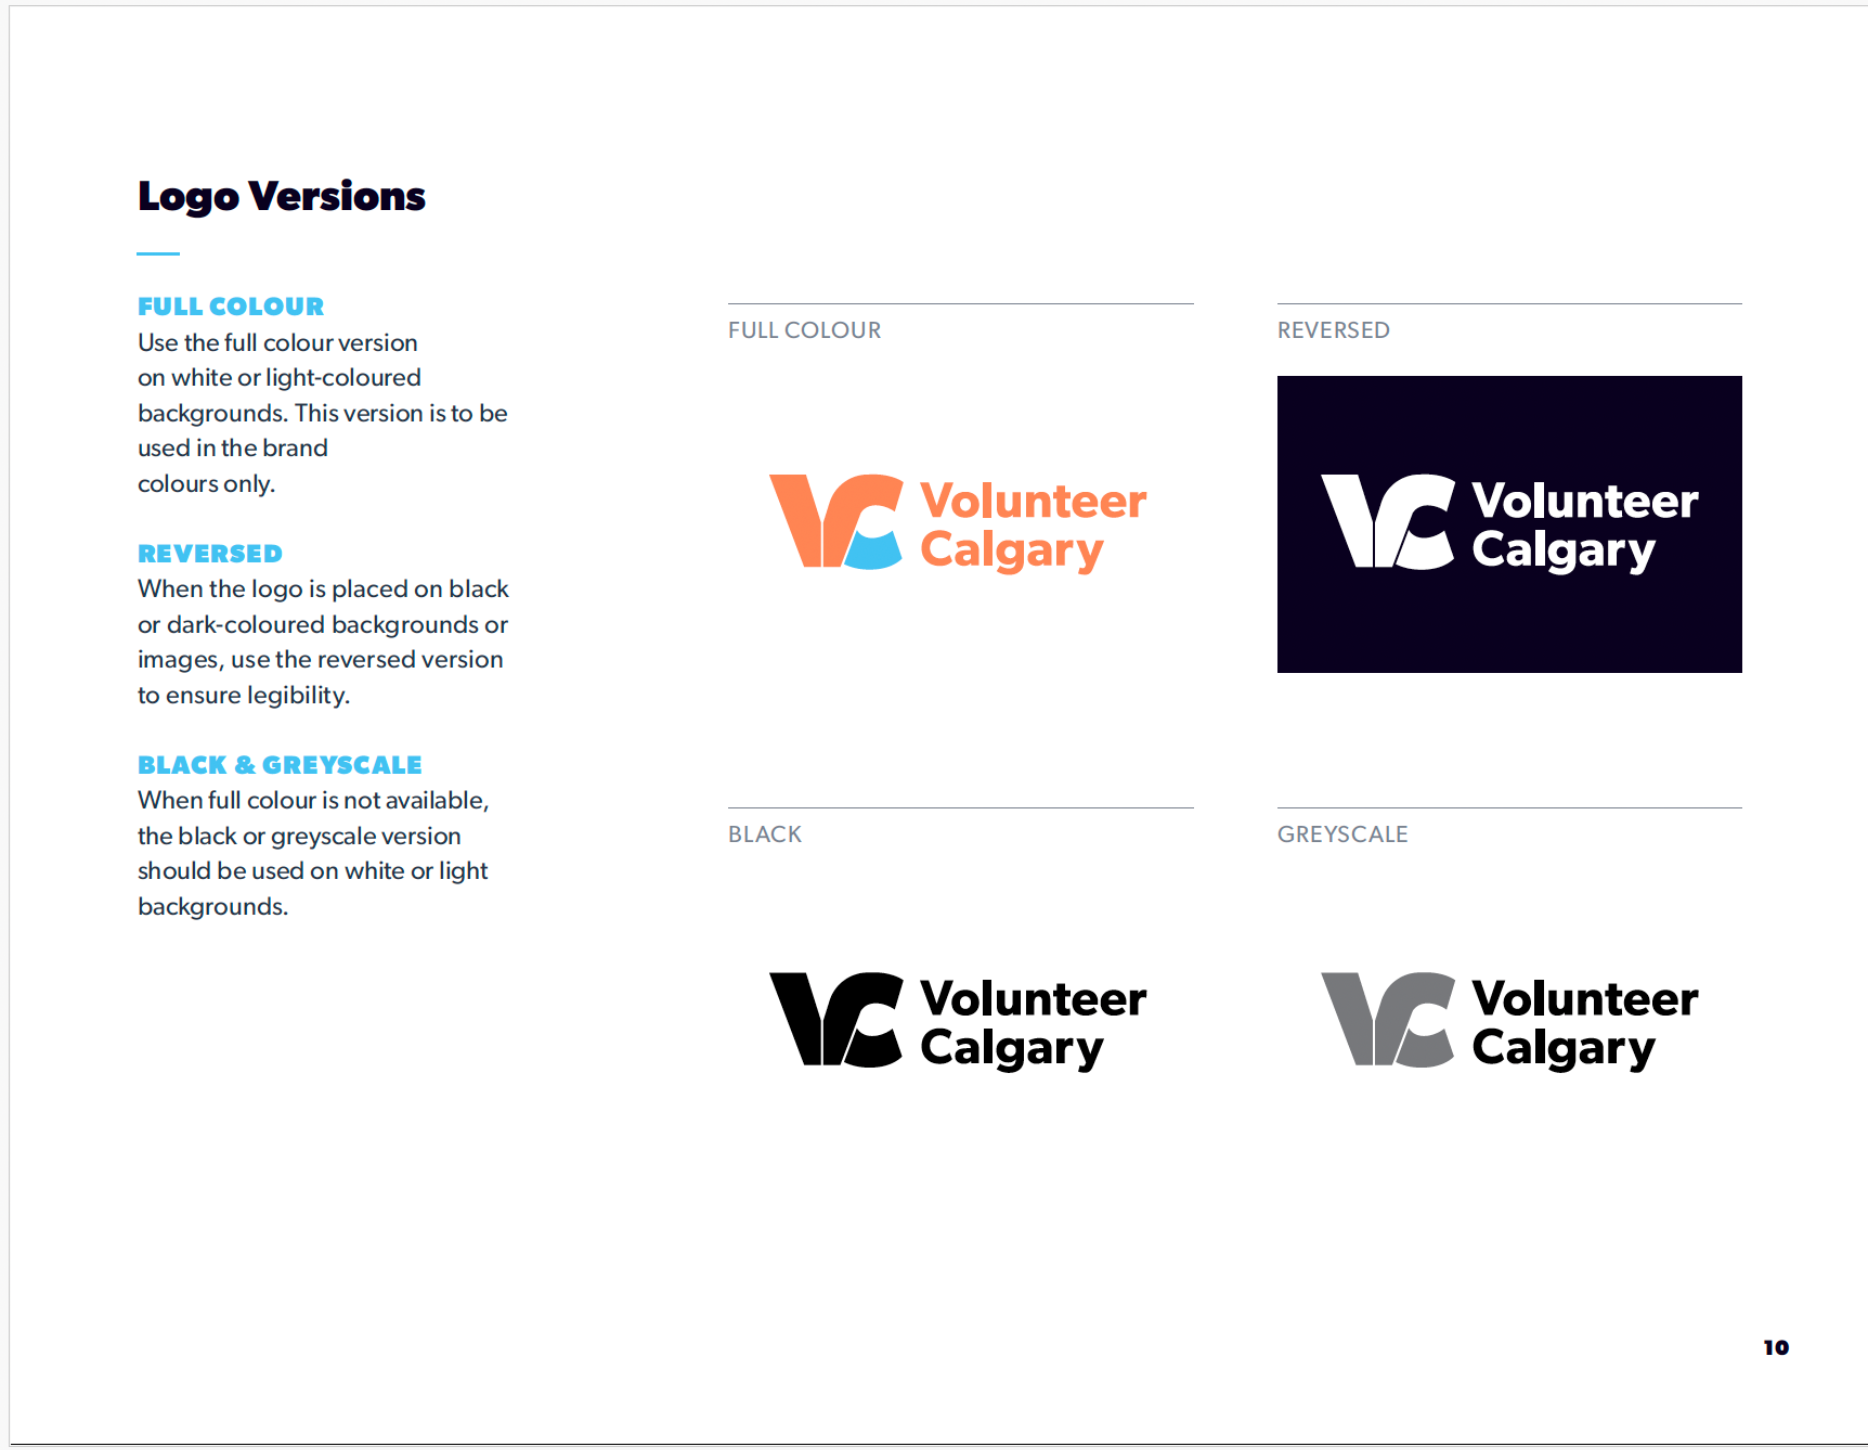 Logo Versions
FULL COLOUR
Use the full colour version
on white or light-coloured
backgrounds. This version is to be
used in the brand
colours only.
REVERSED
When the logo is placed on black
or dark-coloured backgrounds or
images, use the reversed version
to ensure legibility.
BLACK & GREYSCALE
When full colour is not available,
the black or greyscale version
should be used on white or light
backgrounds.
FULL COLOUR
VC Volunteer
Calgary
REVERSED
VC Volunteer
Calgary
BLACK
VC Volunteer
Calgary
GREYSCALE
VC Volunteer
Calgary
10